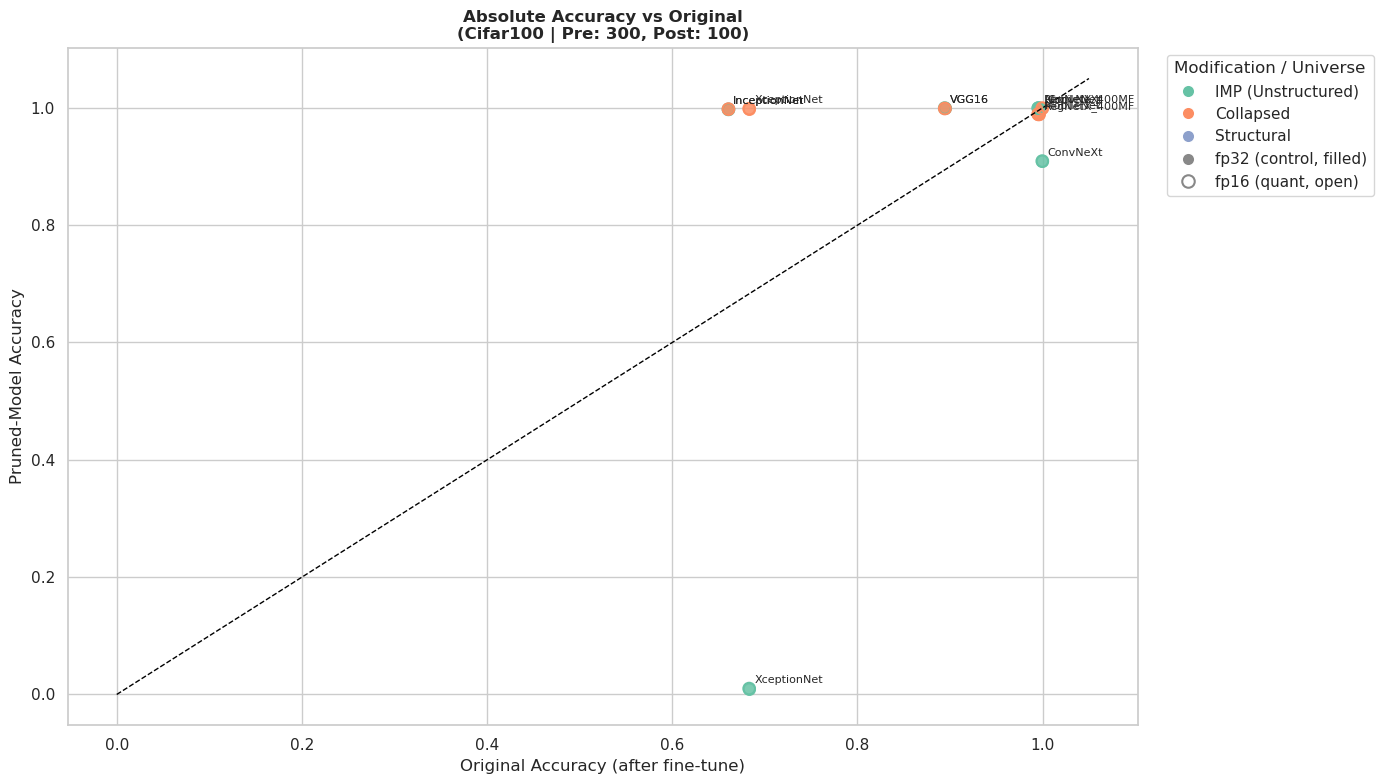 Absolute Accuracy vs Original
(Cifar100 | Pre: 300, Post: 100)
Modification / Universe
IMP (Unstructured)
Collapsed
Structural
fp32 (control, filled)
fp16 (quant, open)
Pruned-Model Accuracy
1.0
0.8
0.6
0.4
0.2
0.0
InceptionNet
XceptionNet
VGG16
ConvNeXt
XceptionNet
0.0
0.2
0.4
0.6
0.8
1.0
Original Accuracy (after fine-tune)